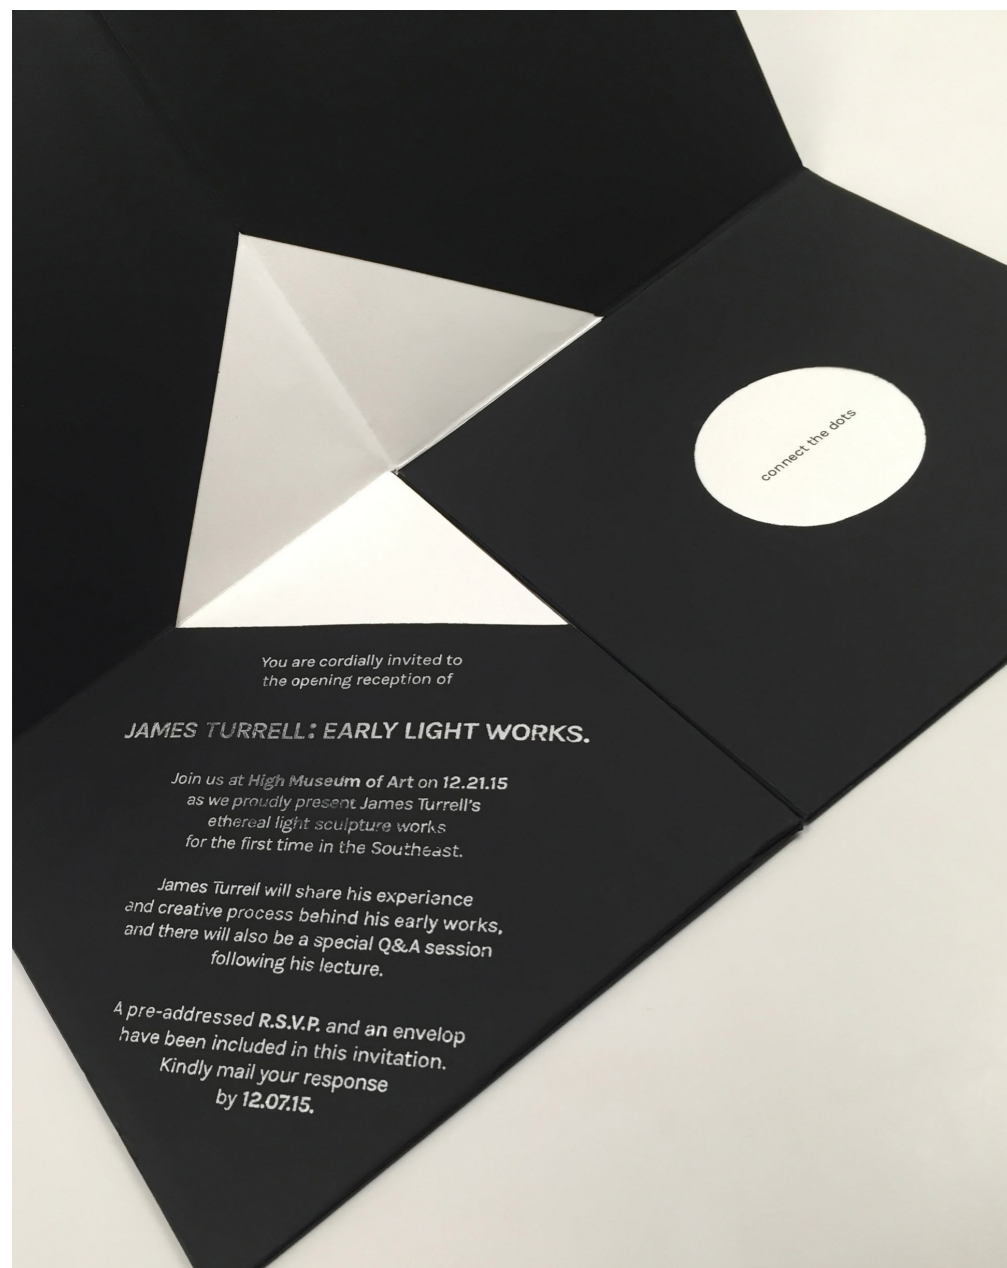 connect the dots
You are cordially invited to
the opening reception of
JAMES TURRELL: EARLY LIGHT WORKS.
Join us at High Museum of Art on 12.21.15
as we proudly present James Turrell's
ethereal light sculpture works
for the first time in the Southeast.
James Turrell will share his experience
and creative process behind his early works,
and there will also be a special Q&A session
following his lecture.
A pre-addressed R.S.V.P. and an envelop
have been included in this invitation.
Kindly mail your response
by 12.07.15.